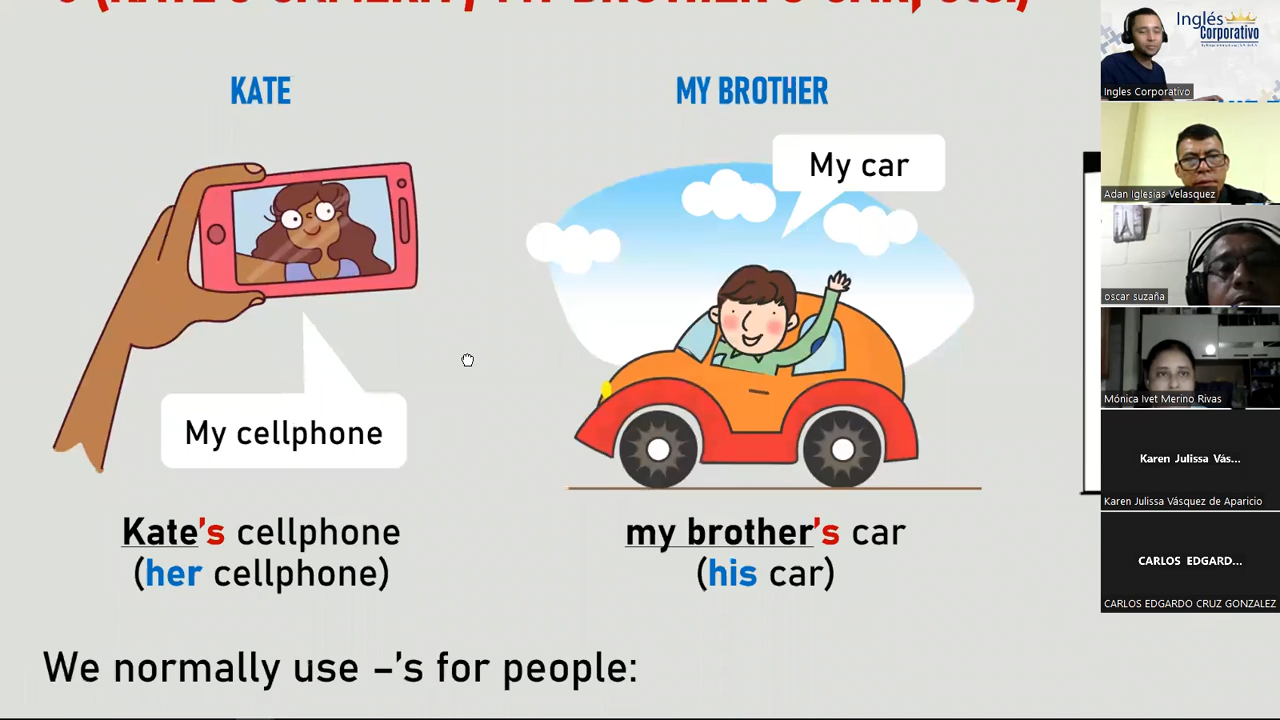 KATE
MY BROTHER
My car
My cellphone
Kate's cellphone
(her cellphone)
my brother's car
(his car)
We normally use –'s for people:
Inglés
Corporativo
Ingles Corporativo
Adan Iglesias Velasquez
oscar suzaña
Mónica Ivet Merino Rivas
Karen Julissa Vás...
Karen Julissa Vásquez de Aparicio
CARLOS EDGARD...
CARLOS EDGARDO CRUZ GONZALEZ